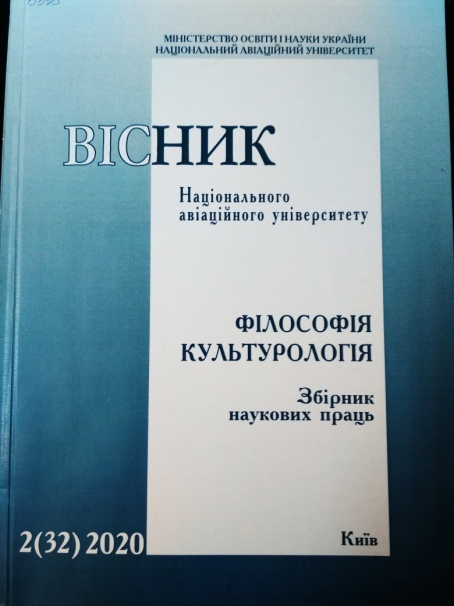 МІНІСТЕРСТВО ОСВІТИ І НАУКИ УКРАЇНИ
НАЦІОНАЛЬНИЙ АВІАЦІЙНИЙ УНІВЕРСИТЕТ
ВІСНИК
Національного
авіаційного університету
ФІЛОСОФІЯ
КУЛЬТУРОЛОГІЯ
Збірник
наукових праць
2(32) 2020
Київ